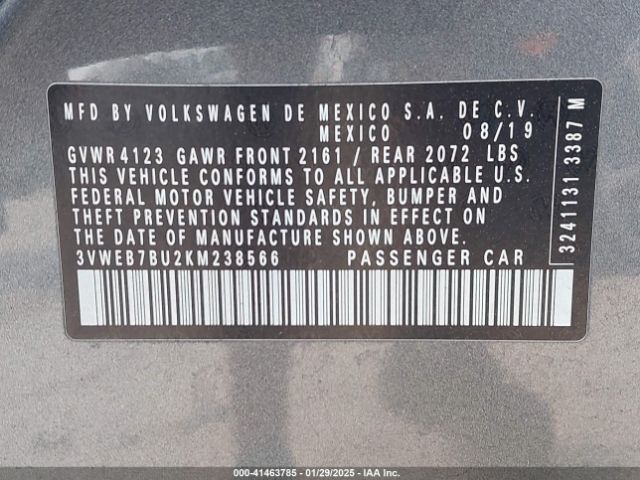 MFD BY VOLKSWAGEN DE MEXICO S.A. DE C.V.
MEXICO 08/19
GVWR 4123 GAWR FRONT 2161 / REAR 2072 LBS
THIS VEHICLE CONFORMS TO ALL APPLICABLE U.S.
FEDERAL MOTOR VEHICLE SAFETY, BUMPER AND
THEFT PREVENTION STANDARDS IN EFFECT ON
THE DATE OF MANUFACTURE SHOWN ABOVE.
3VWEB7BU2KM238566 PASSENGER CAR
3241131 3387 M
000-41463785 - 01/29/2025 - IAA Inc.